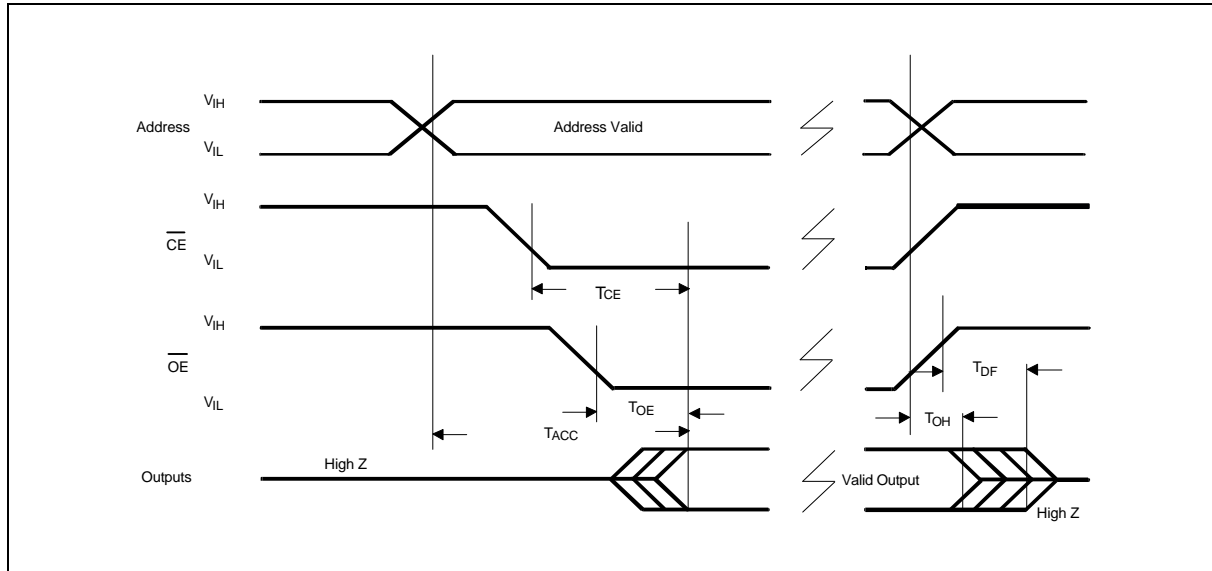 VIH
Address
Address Valid
VIL
VIH
CE
VIL
TCE
VIH
OE
TDF
VIL
TOE
TOH
TACC
High Z
Outputs
Valid Output
High Z